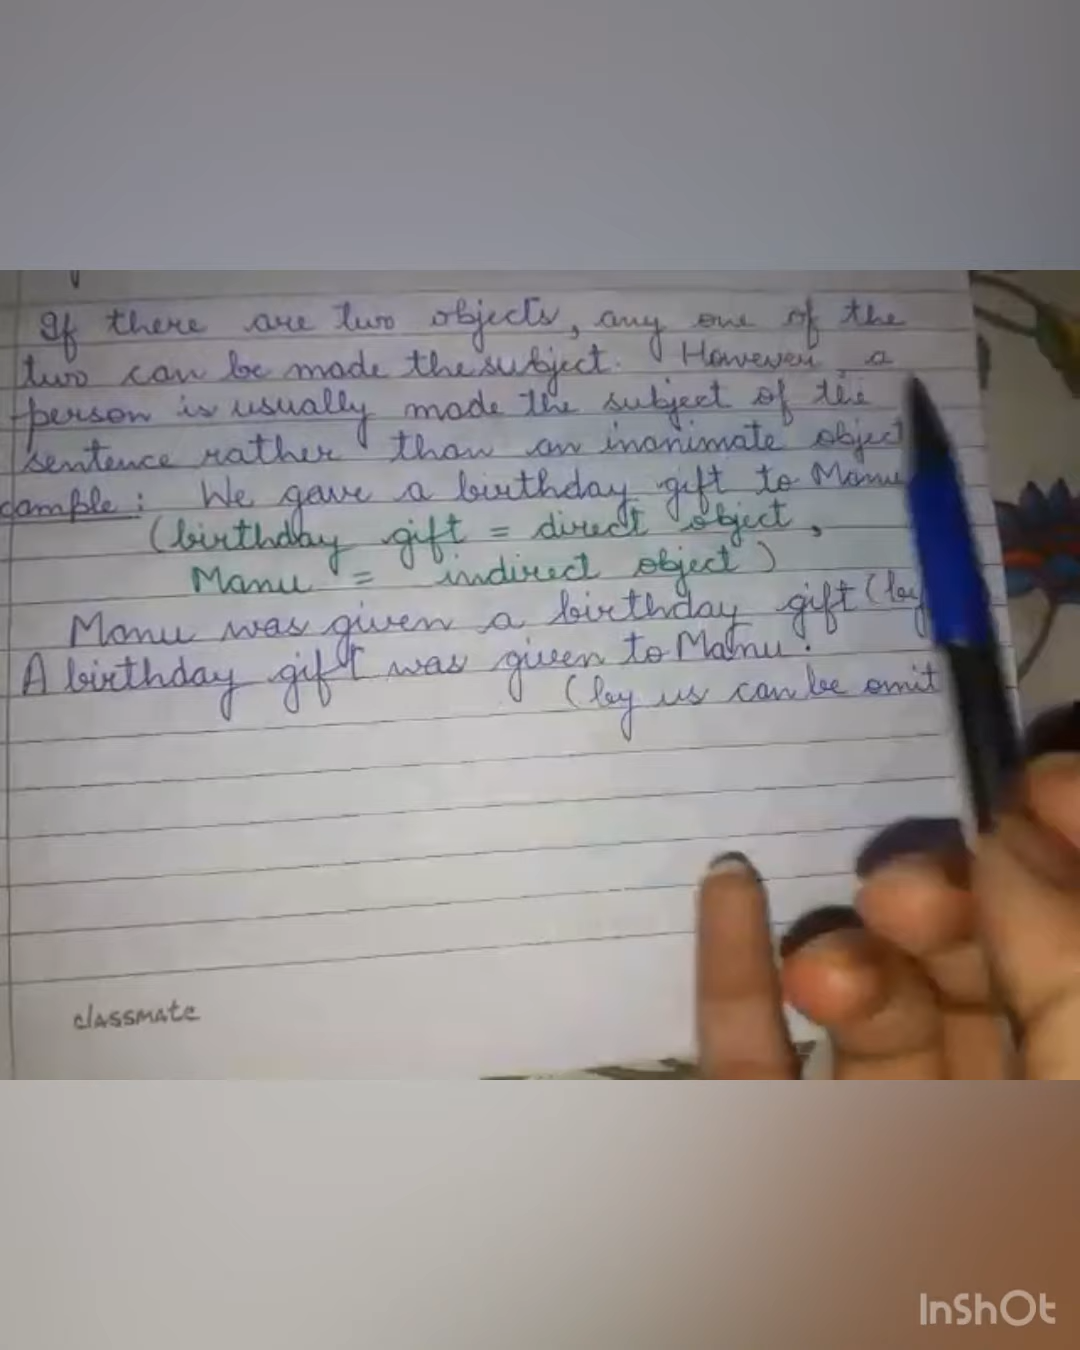 If there are two objects, any one of the
two can be made the subject. However a
person is usually made the subject of the
sentence rather than an inanimate object
ample: We gave a birthday gift to Manu
(birthday gift = direct object,
Manu = indirect object)
Manu was given a birthday gift (by
A birthday gift was given to Manu.
(by us can be omit
classmate
InShOt